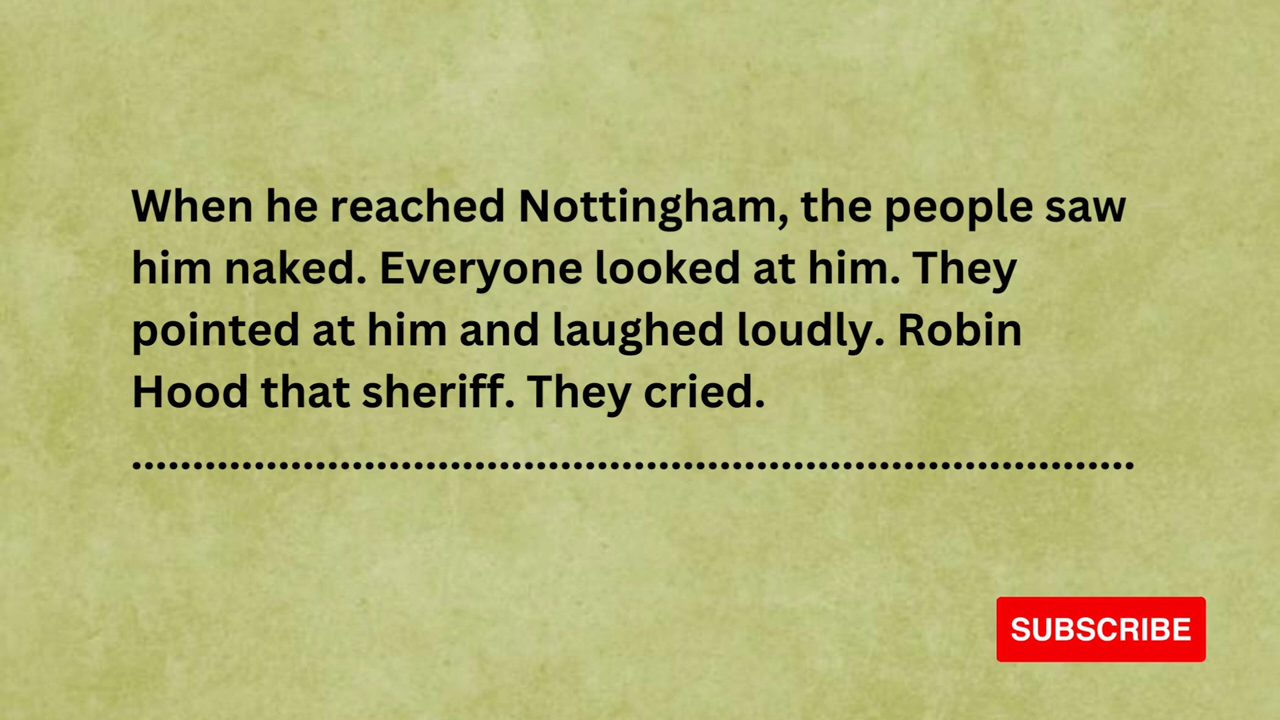 When he reached Nottingham, the people saw
him naked. Everyone looked at him. They
pointed at him and laughed loudly. Robin
Hood that sheriff. They cried.
...................................................................................
SUBSCRIBE